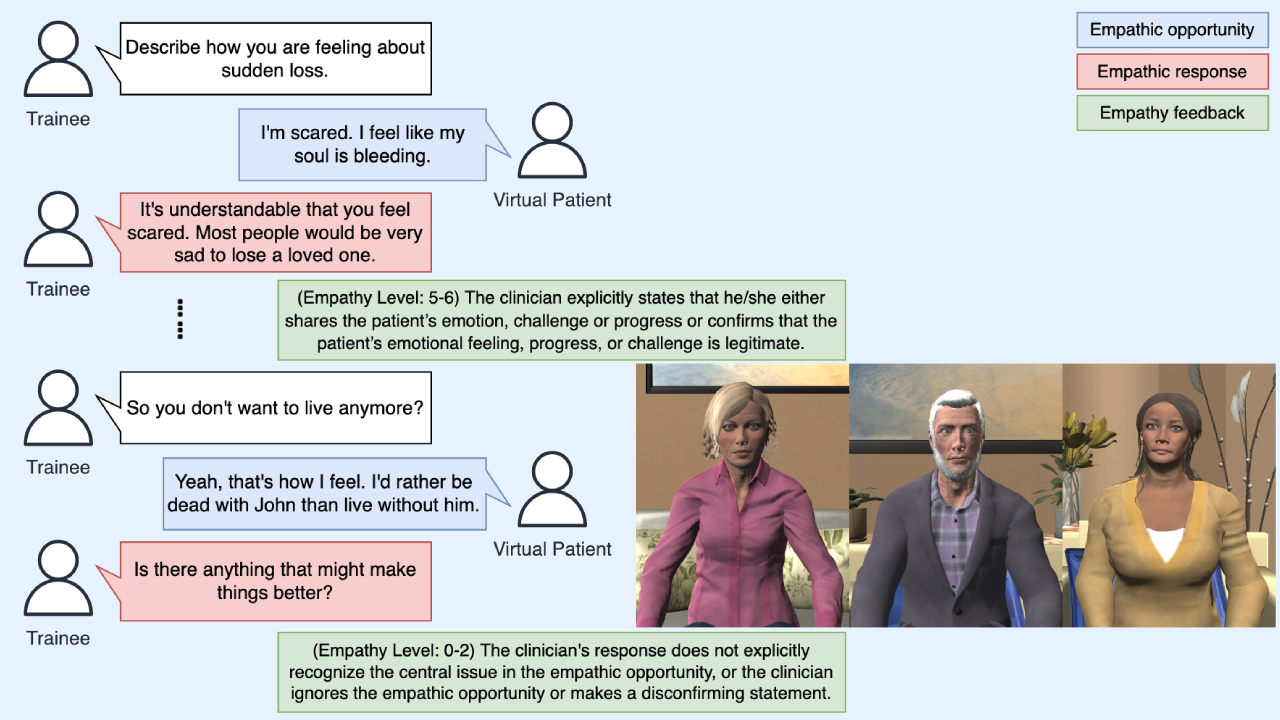 Describe how you are feeling about
sudden loss.
Trainee
Empathic opportunity
Empathic response
Empathy feedback
I'm scared. I feel like my
soul is bleeding.
Virtual Patient
It's understandable that you feel
scared. Most people would be very
sad to lose a loved one.
Trainee
(Empathy Level: 5-6) The clinician explicitly states that he/she either
shares the patient’s emotion, challenge or progress or confirms that the
patient’s emotional feeling, progress, or challenge is legitimate.
So you don't want to live anymore?
Trainee
Yeah, that's how I feel. I'd rather be
dead with John than live without him.
Virtual Patient
Is there anything that might make
things better?
Trainee
(Empathy Level: 0-2) The clinician's response does not explicitly
recognize the central issue in the empathic opportunity, or the clinician
ignores the empathic opportunity or makes a disconfirming statement.